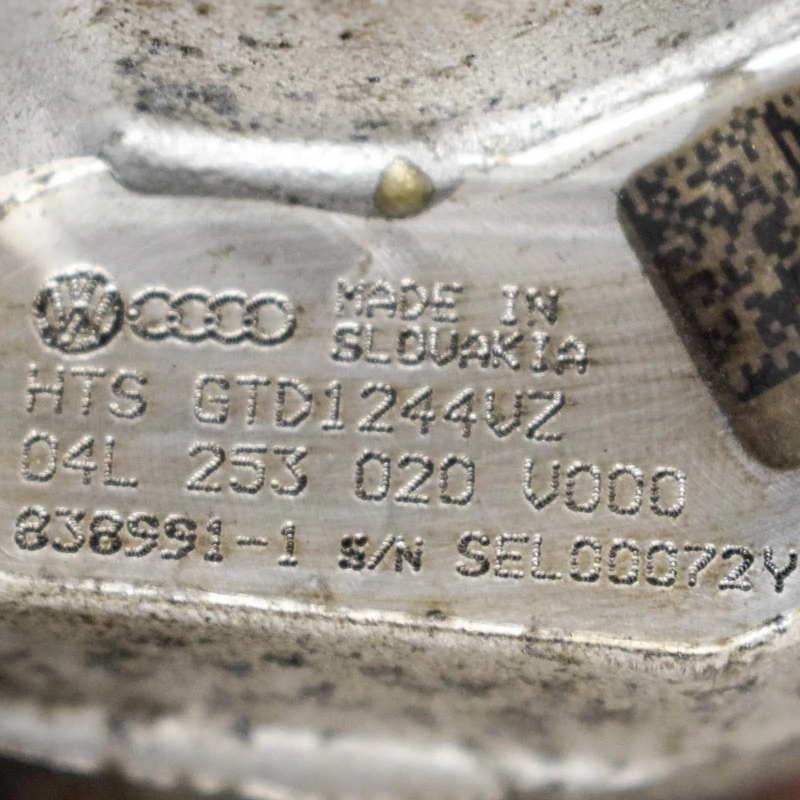 MADE IN
SLOVAKIA
HTS GTD1244VZ
04L 253 020 V000
838991-1 S/N SEL00072Y